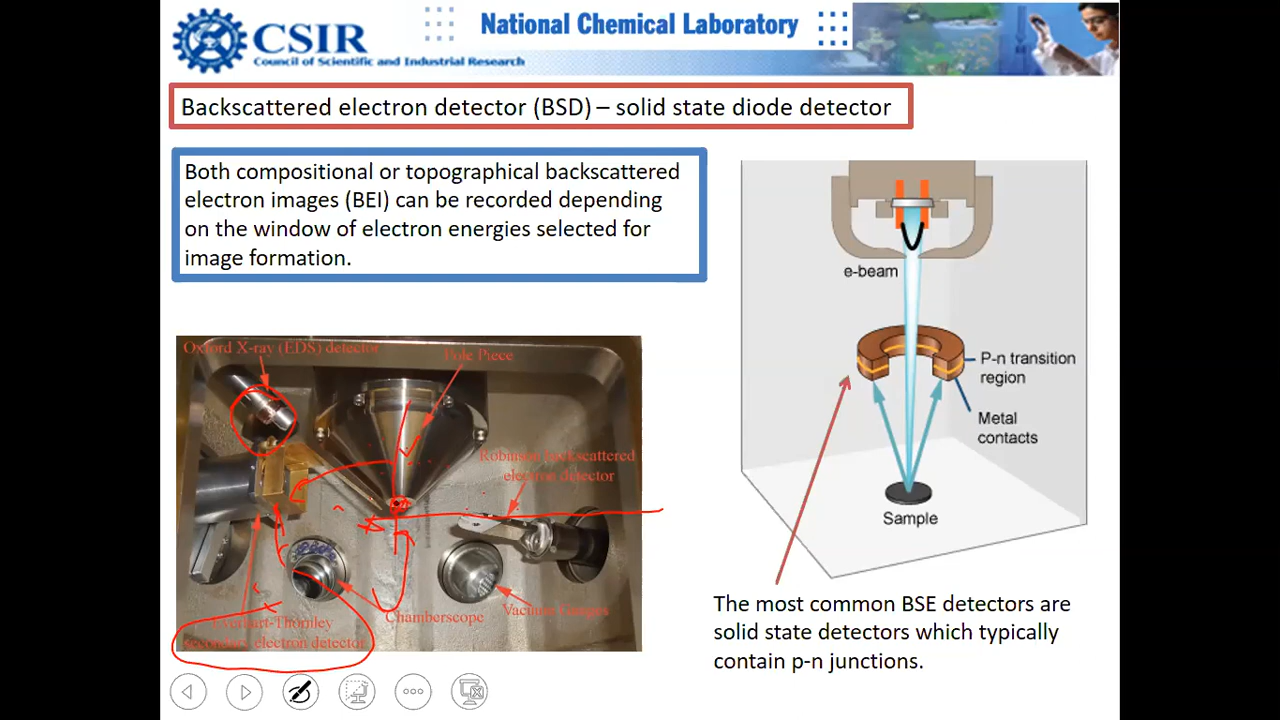 CSIR
Council of Scientific and Industrial Research
National Chemical Laboratory
Backscattered electron detector (BSD) – solid state diode detector
Both compositional or topographical backscattered
electron images (BEI) can be recorded depending
on the window of electron energies selected for
image formation.
Oxford X-ray (EDS) detector
Pole Piece
Robinson backscattered
electron detector
Everhart-Thornley
secondary electron detector
Chamberscope
Vacuum Gauges
e-beam
P-n transition
region
Metal
contacts
Sample
The most common BSE detectors are
solid state detectors which typically
contain p-n junctions.